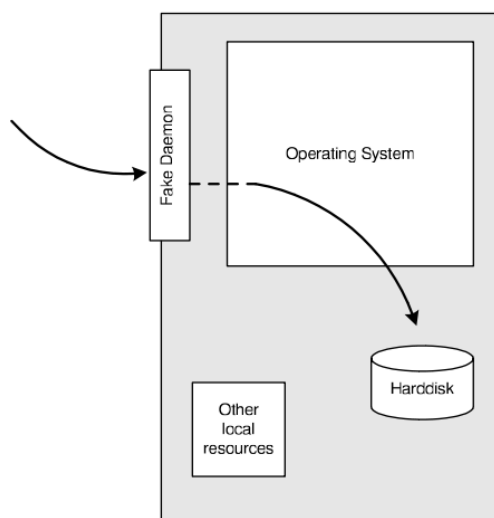 Operating System
Fake Daemon
Harddisk
Other
local
resources